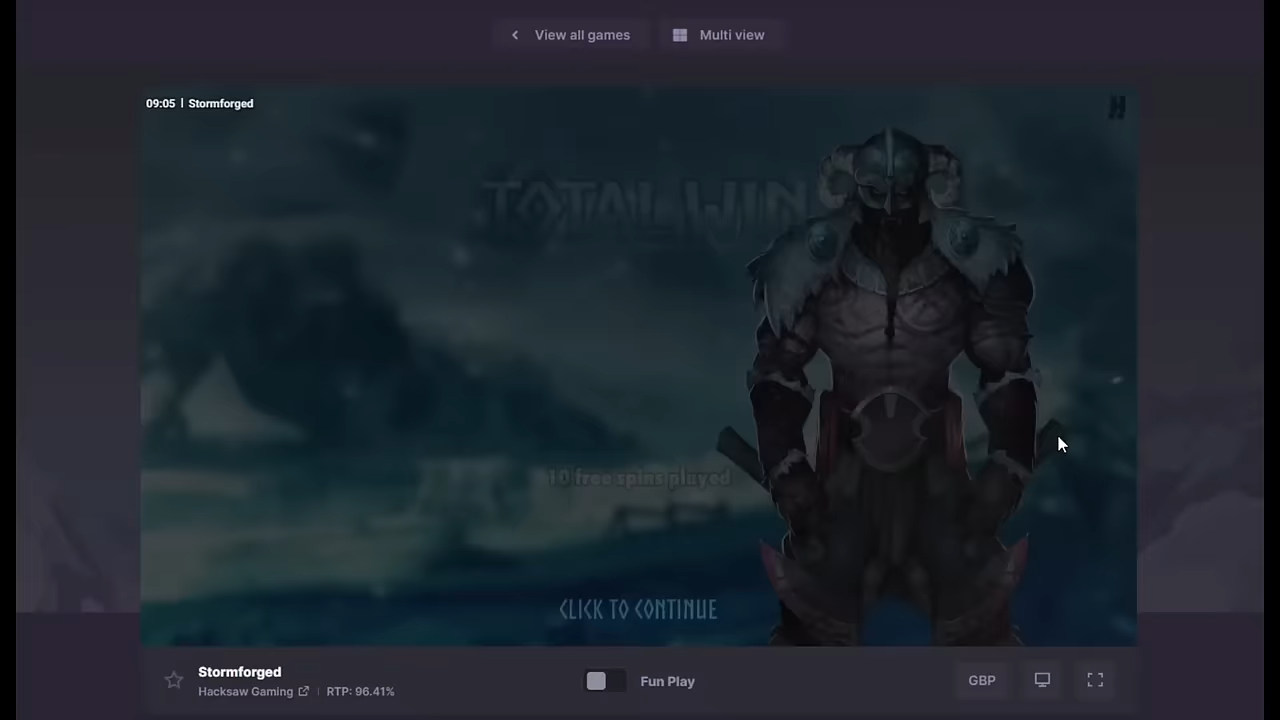 View all games Multi view
09:05 | Stormforged
TOTAL WIN
10 free spins played
CLICK TO CONTINUE
Stormforged
Hacksaw Gaming | RTP: 96.41%
Fun Play
GBP